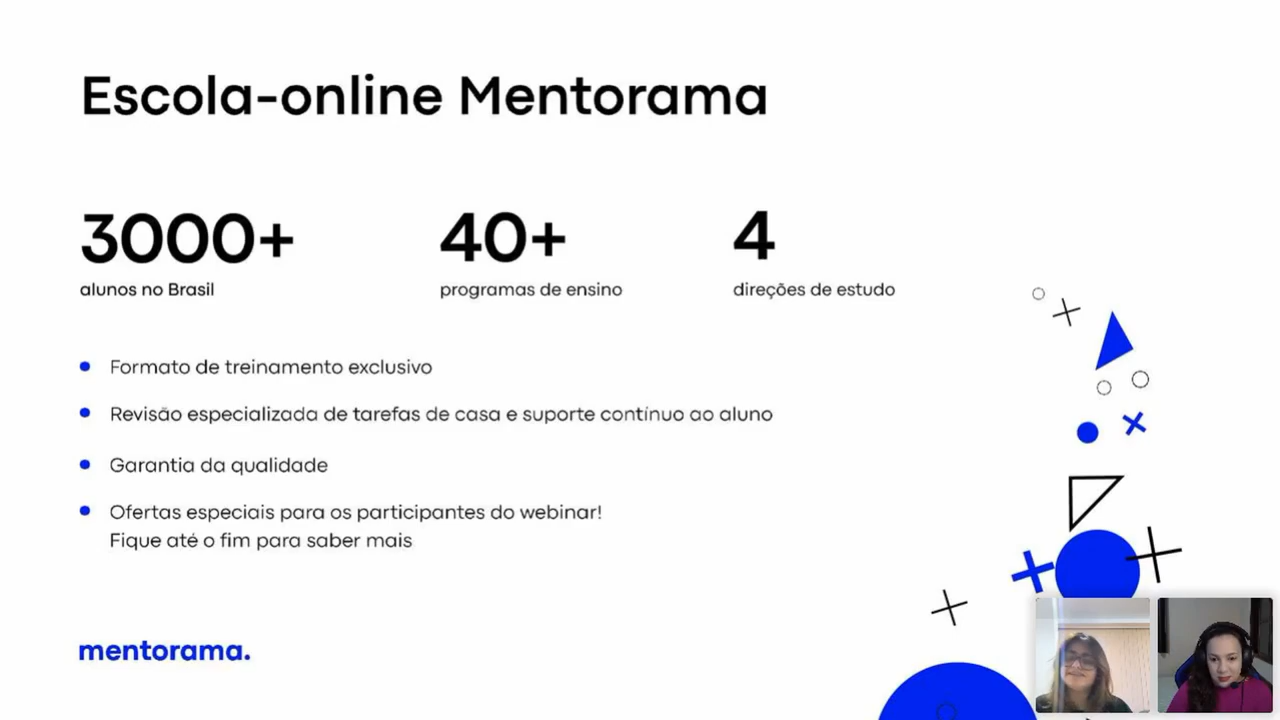 Escola-online Mentorama
3000+
alunos no Brasil
40+
programas de ensino
4
direções de estudo
Formato de treinamento exclusivo
Revisão especializada de tarefas de casa e suporte contínuo ao aluno
Garantia da qualidade
Ofertas especiais para os participantes do webinar!
Fique até o fim para saber mais
mentorama.